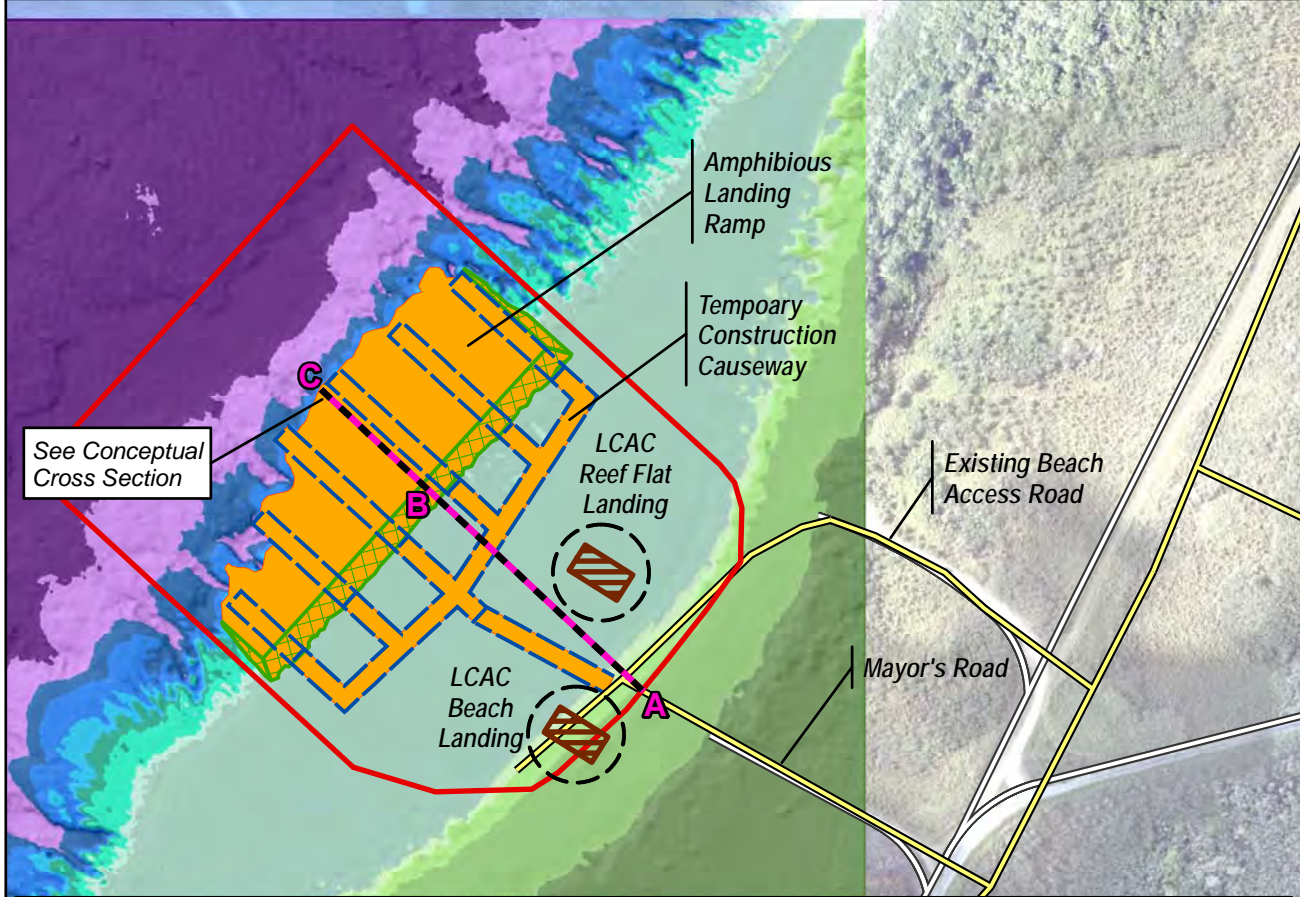 Amphibious
Landing
Ramp
Tempoary
Construction
Causeway
C
See Conceptual
Cross Section
LCAC
Reef Flat
Landing
Existing Beach
Access Road
B
LCAC
Beach
Landing
Mayor's Road
A